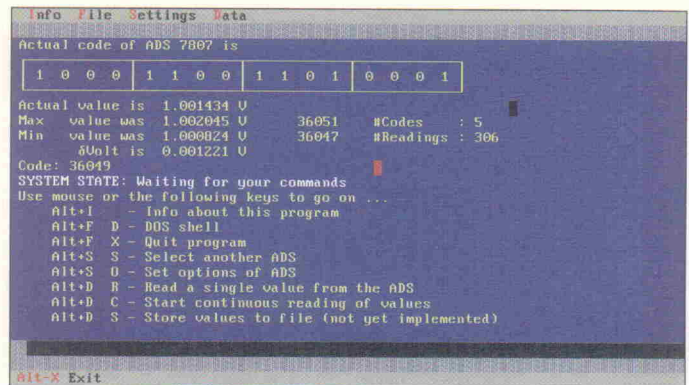 Info File Settings Data
Actual code of ADS 7807 is
1 0 0 0 1 1 0 0 1 1 0 1 0 0 0 1
Actual value is 1.001434 V
Max value was 1.002045 V 36051 #Codes : 5
Min value was 1.000824 V 36047 #Readings : 306
δVolt is 0.001221 V
Code: 36049
SYSTEM STATE: Waiting for your commands
Use mouse or the following keys to go on ...
Alt+I - Info about this program
Alt+F D - DOS shell
Alt+F X - Quit program
Alt+S S - Select another ADS
Alt+S O - Set options of ADS
Alt+D R - Read a single value from the ADS
Alt+D C - Start continuous reading of values
Alt+D S - Store values to file (not yet implemented)
Alt-X Exit